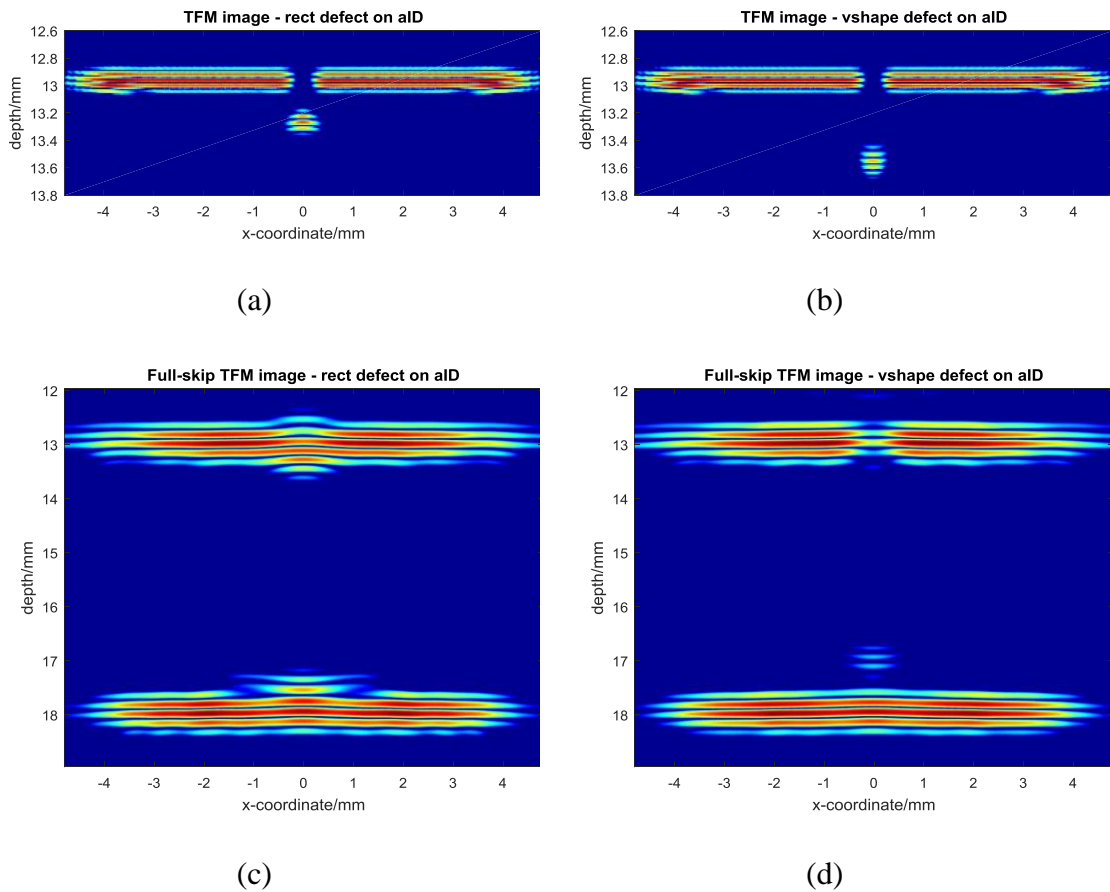 TFM image - rect defect on aID
12.6
12.8
13
13.2
13.4
13.6
13.8
depth/mm
-4 -3 -2 -1 0 1 2 3 4
x-coordinate/mm
(a)
TFM image - vshape defect on aID
12.6
12.8
13
13.2
13.4
13.6
13.8
depth/mm
-4 -3 -2 -1 0 1 2 3 4
x-coordinate/mm
(b)
Full-skip TFM image - rect defect on aID
12
13
14
15
16
17
18
depth/mm
-4 -3 -2 -1 0 1 2 3 4
x-coordinate/mm
(c)
Full-skip TFM image - vshape defect on aID
12
13
14
15
16
17
18
depth/mm
-4 -3 -2 -1 0 1 2 3 4
x-coordinate/mm
(d)